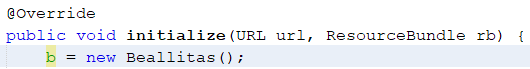 @Override
public void initialize(URL url, ResourceBundle rb) {
b = new Beallitas();